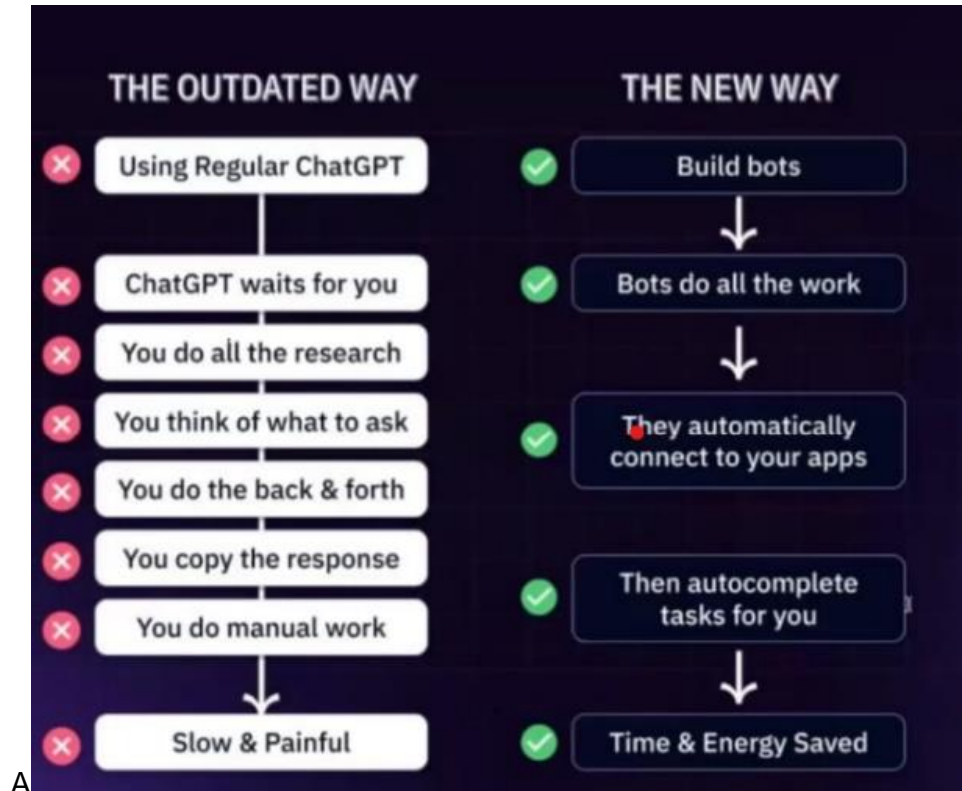 THE OUTDATED WAY
Using Regular ChatGPT
ChatGPT waits for you
You do all the research
You think of what to ask
You do the back & forth
You copy the response
You do manual work
Slow & Painful
THE NEW WAY
Build bots
Bots do all the work
They automatically
connect to your apps
Then autocomplete
tasks for you
Time & Energy Saved
A